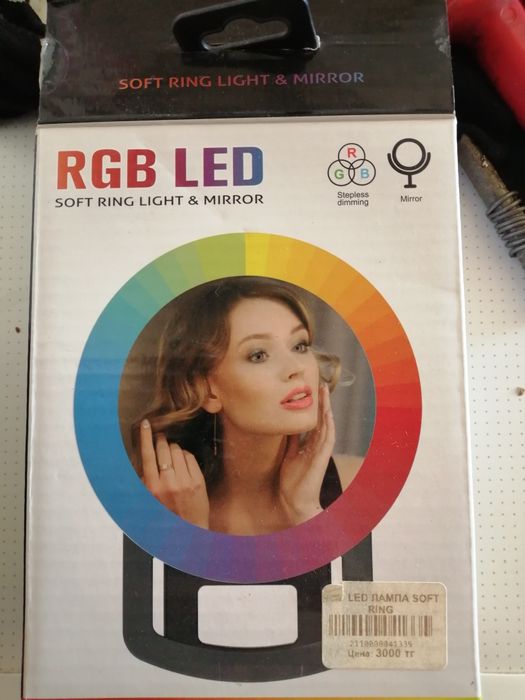 SOFT RING LIGHT & MIRROR
RGB LED
SOFT RING LIGHT & MIRROR
R
G B
Stepless
dimming
Mirror
LED ЛАМПА SOFT
RING
2110000041335
Цена: 3000 тг